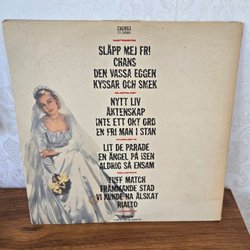 SLÄPP MEJ FRI
CHANS
DEN VASSA EGGEN
KYSSAR OCH SMEK
NYTT LIV
ÄKTENSKAP
INTE ETT OKT ORD
EN FRI MAN I STAN
LIT DE PARADE
EN ÄNGEL PÅ ISEN
ALDRIG SÅ ENSAM
TUFF MATCH
FRÄMMANDE STAD
VI KUNDE HA ÄLSKAT
RIALTO